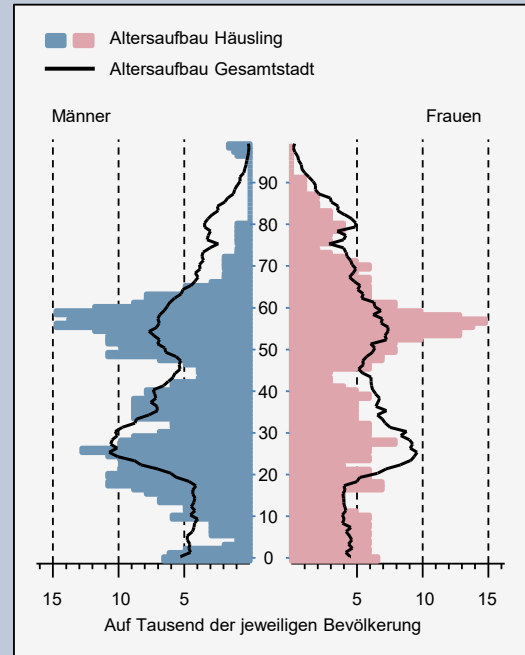 Altersaufbau Häusling
Altersaufbau Gesamtstadt
Männer Frauen
90
80
70
60
50
40
30
20
10
0
15 10 5 5 10 15
Auf Tausend der jeweiligen Bevölkerung